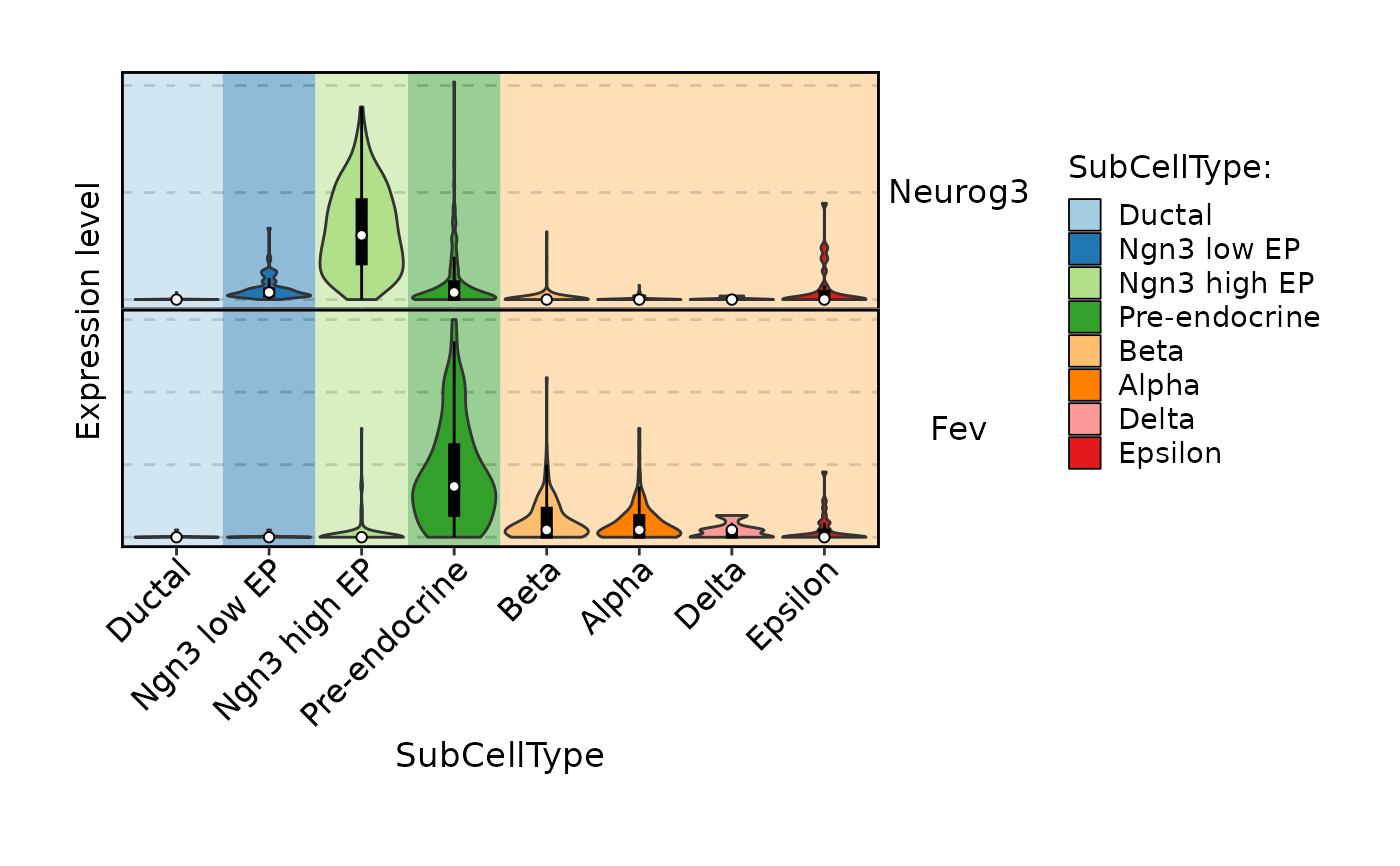 Expression level
Neurog3
Fev
Ductal
Ngn3 low EP
Ngn3 high EP
Pre-endocrine
Beta
Alpha
Delta
Epsilon
SubCellType
SubCellType:
Ductal
Ngn3 low EP
Ngn3 high EP
Pre-endocrine
Beta
Alpha
Delta
Epsilon